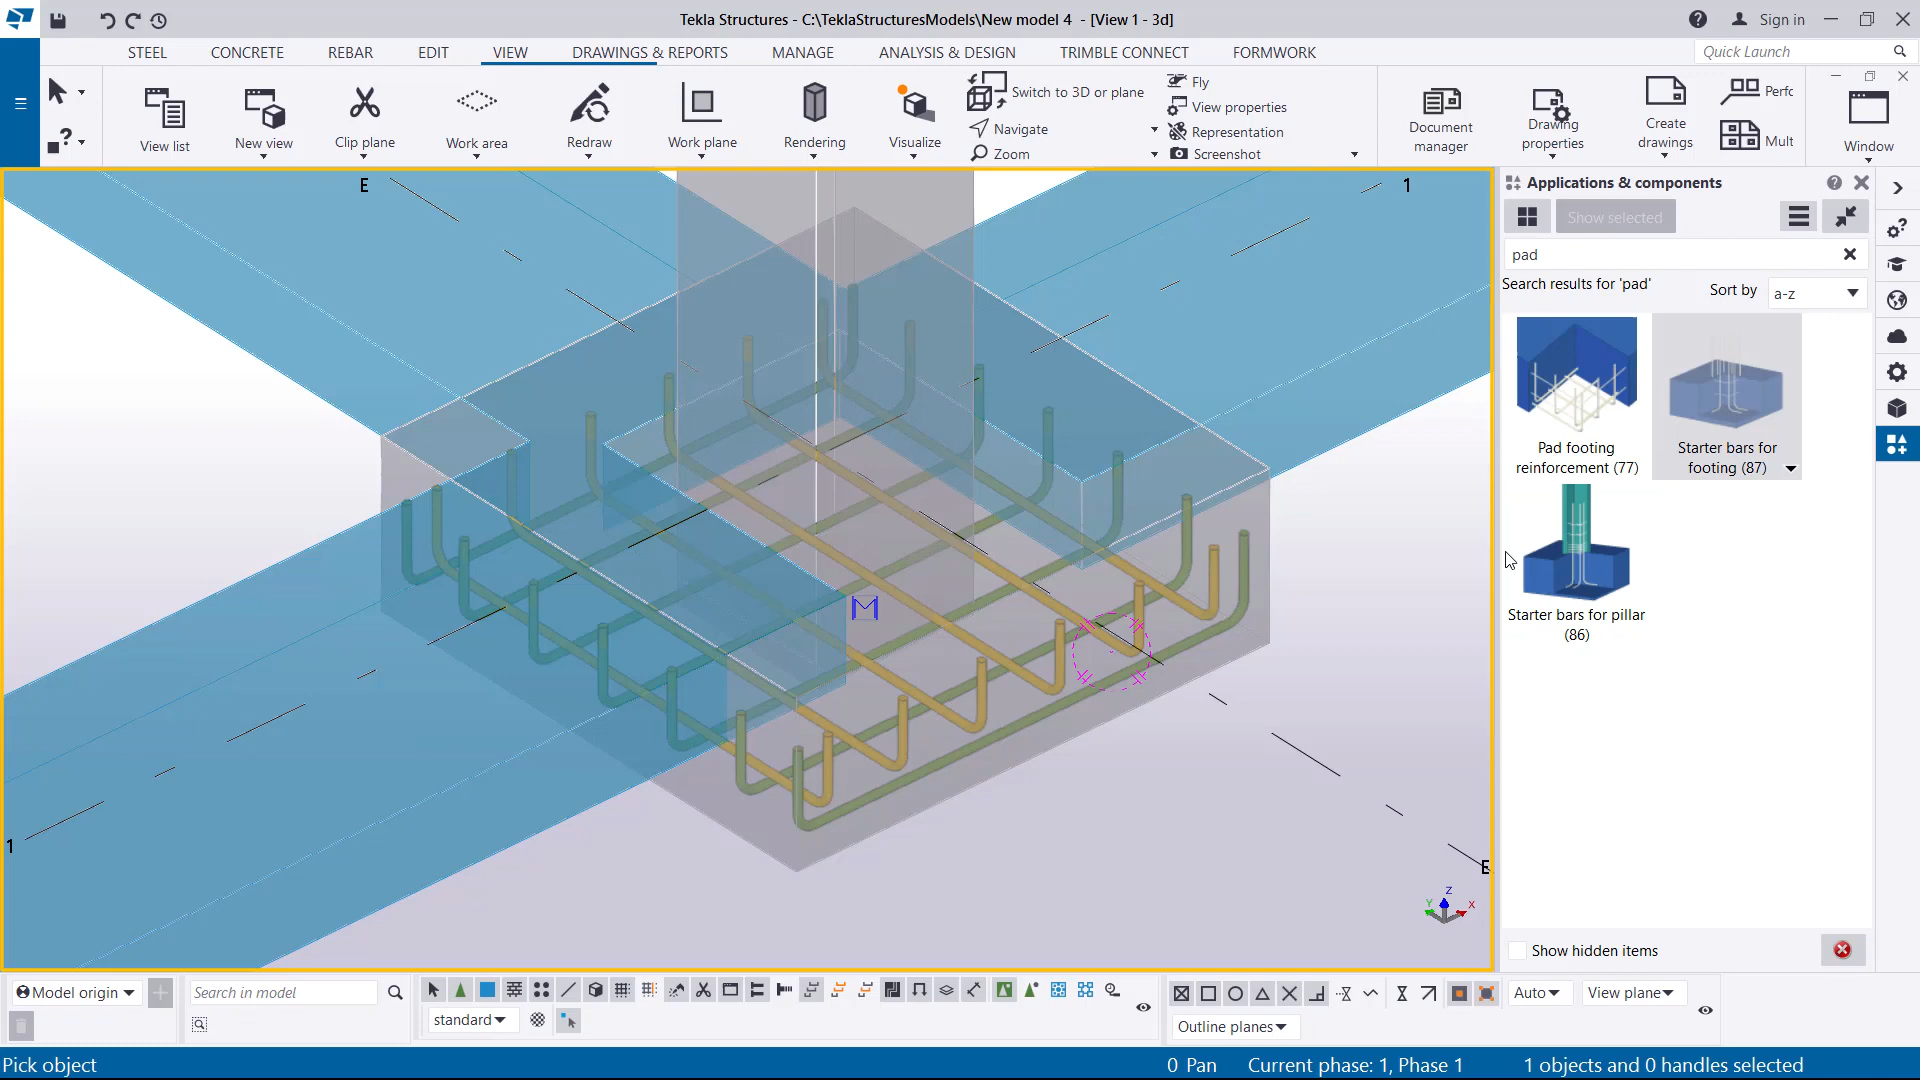 Tekla Structures - C:\TeklaStructuresModels\New model 4 - [View 1 - 3d]
Sign in
STEEL
CONCRETE
REBAR
EDIT
VIEW
DRAWINGS & REPORTS
MANAGE
ANALYSIS & DESIGN
TRIMBLE CONNECT
FORMWORK
Quick Launch
View list
New view
Clip plane
Work area
Redraw
Work plane
Rendering
Visualize
Switch to 3D or plane
Navigate
Zoom
Fly
View properties
Representation
Screenshot
Document
manager
Drawing
properties
Create
drawings
Perfc
Mult
Window
E
1
1
E
Z
Y
X
Applications & components
Show selected
pad
Search results for 'pad'
Sort by
a-z
Pad footing
reinforcement (77)
Starter bars for
footing (87)
Starter bars for pillar
(86)
Show hidden items
Model origin
Search in model
standard
Auto
View plane
Outline planes
Pick object
0 Pan
Current phase: 1, Phase 1
1 objects and 0 handles selected